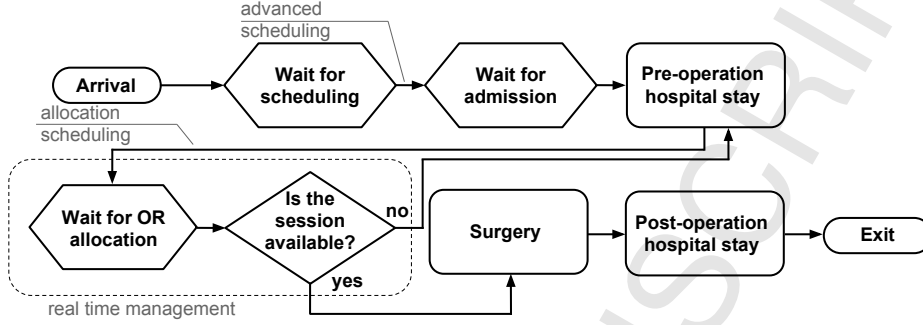 advanced
scheduling
Arrival
Wait for
scheduling
Wait for
admission
Pre-operation
hospital stay
allocation
scheduling
Wait for OR
allocation
Is the
session
available?
no
yes
Surgery
Post-operation
hospital stay
Exit
real time management